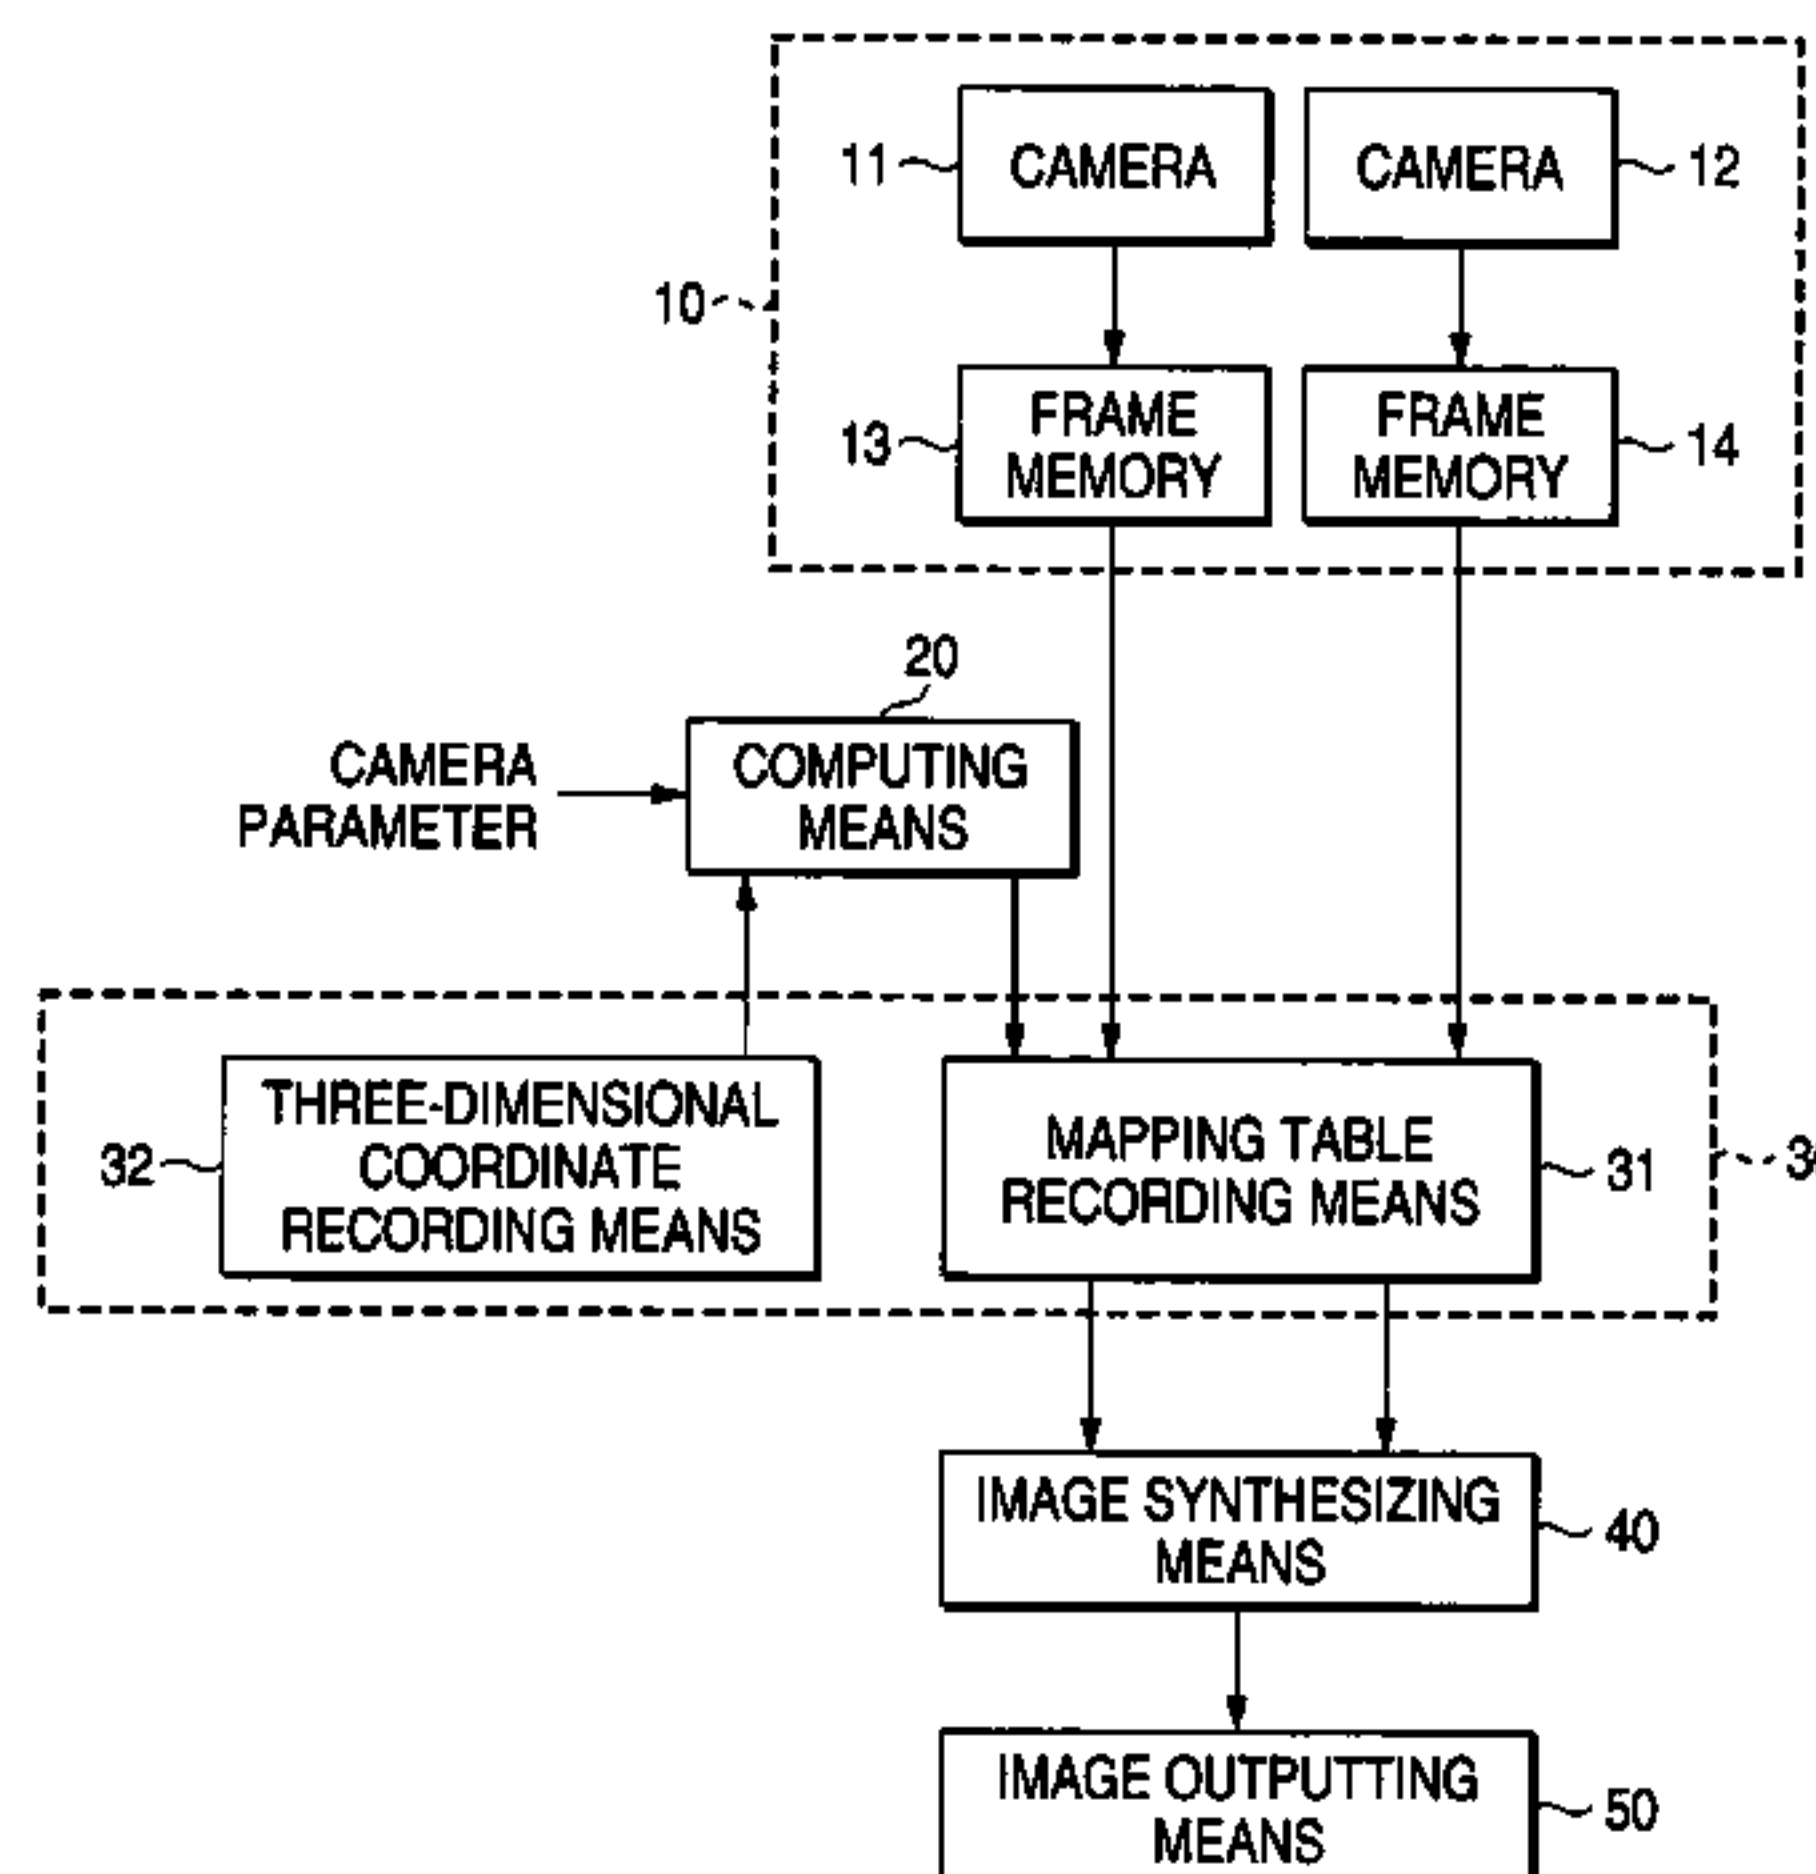 11
CAMERA
CAMERA
12
10
13
FRAME
MEMORY
FRAME
MEMORY
14
20
CAMERA
PARAMETER
COMPUTING
MEANS
32
THREE-DIMENSIONAL
COORDINATE
RECORDING MEANS
MAPPING TABLE
RECORDING MEANS
31
IMAGE SYNTHESIZING
MEANS
40
IMAGE OUTPUTTING
MEANS
50